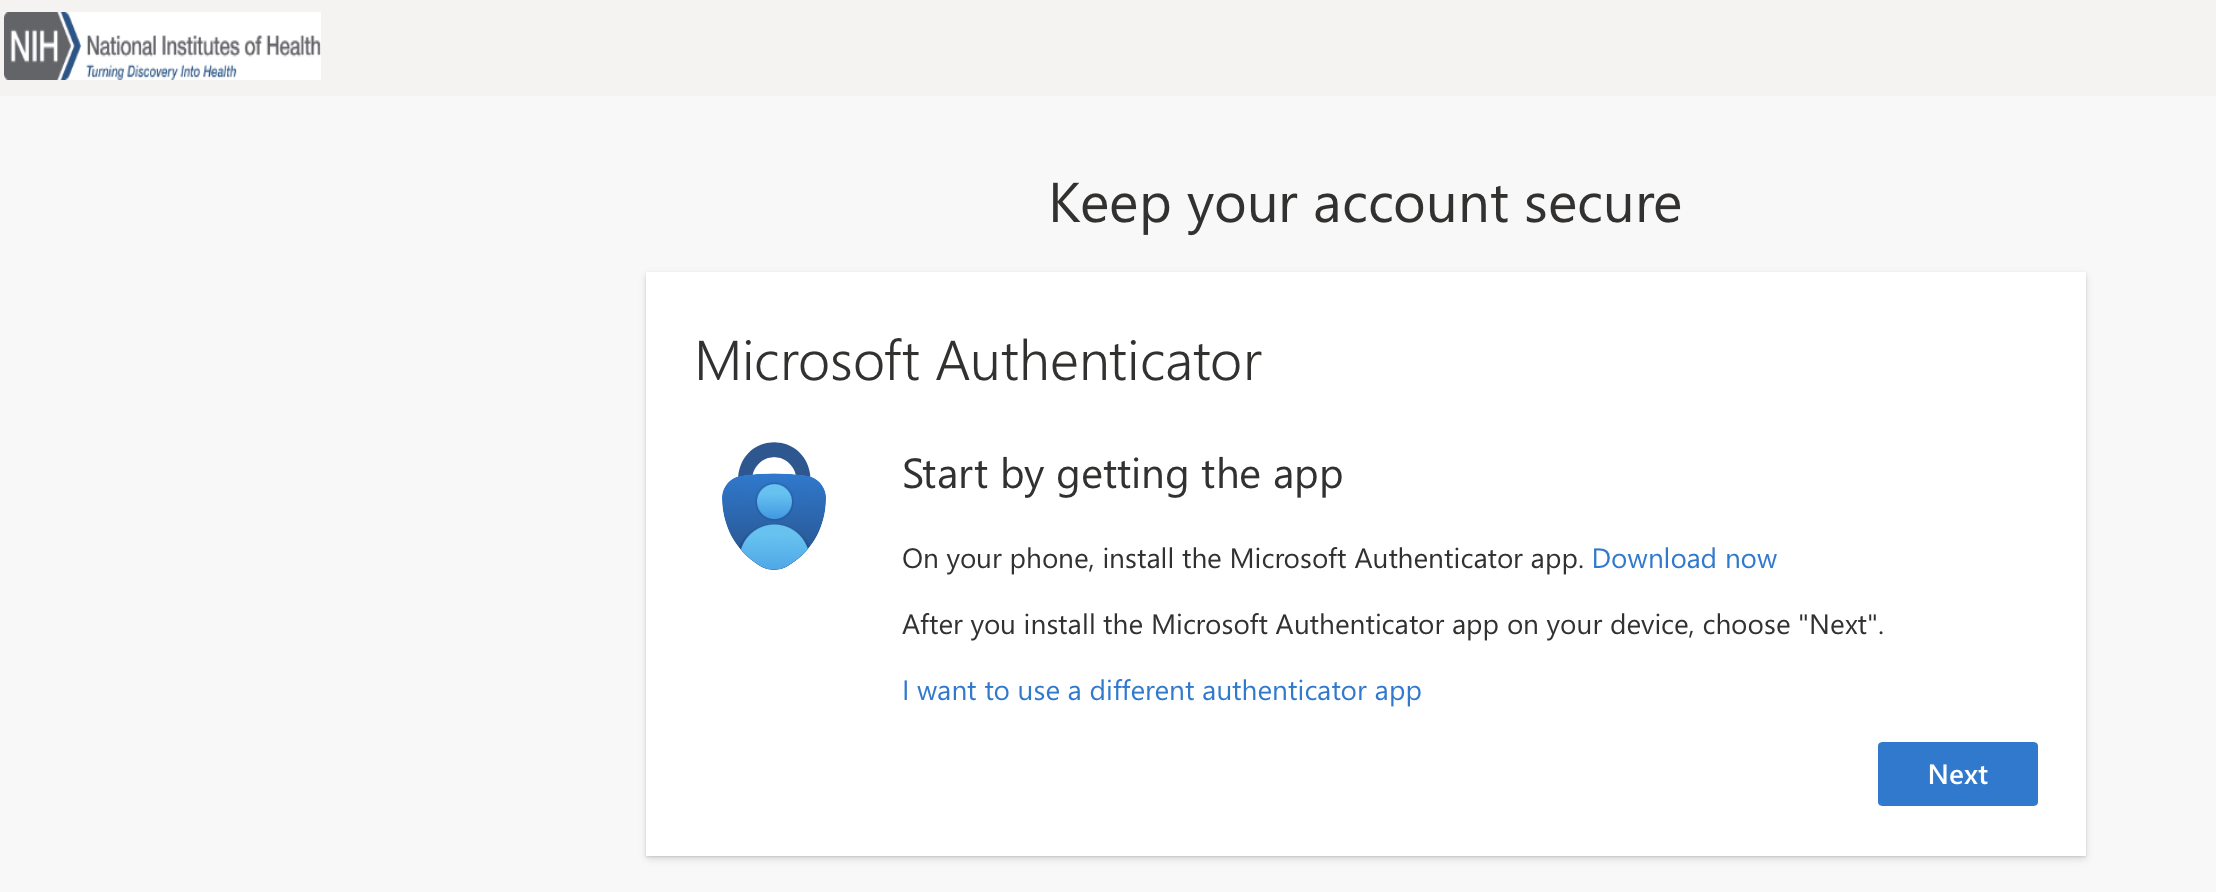 NIH
National Institutes of Health
Turning Discovery Into Health
Keep your account secure
Microsoft Authenticator
Start by getting the app
On your phone, install the Microsoft Authenticator app. Download now
After you install the Microsoft Authenticator app on your device, choose "Next".
I want to use a different authenticator app
Next